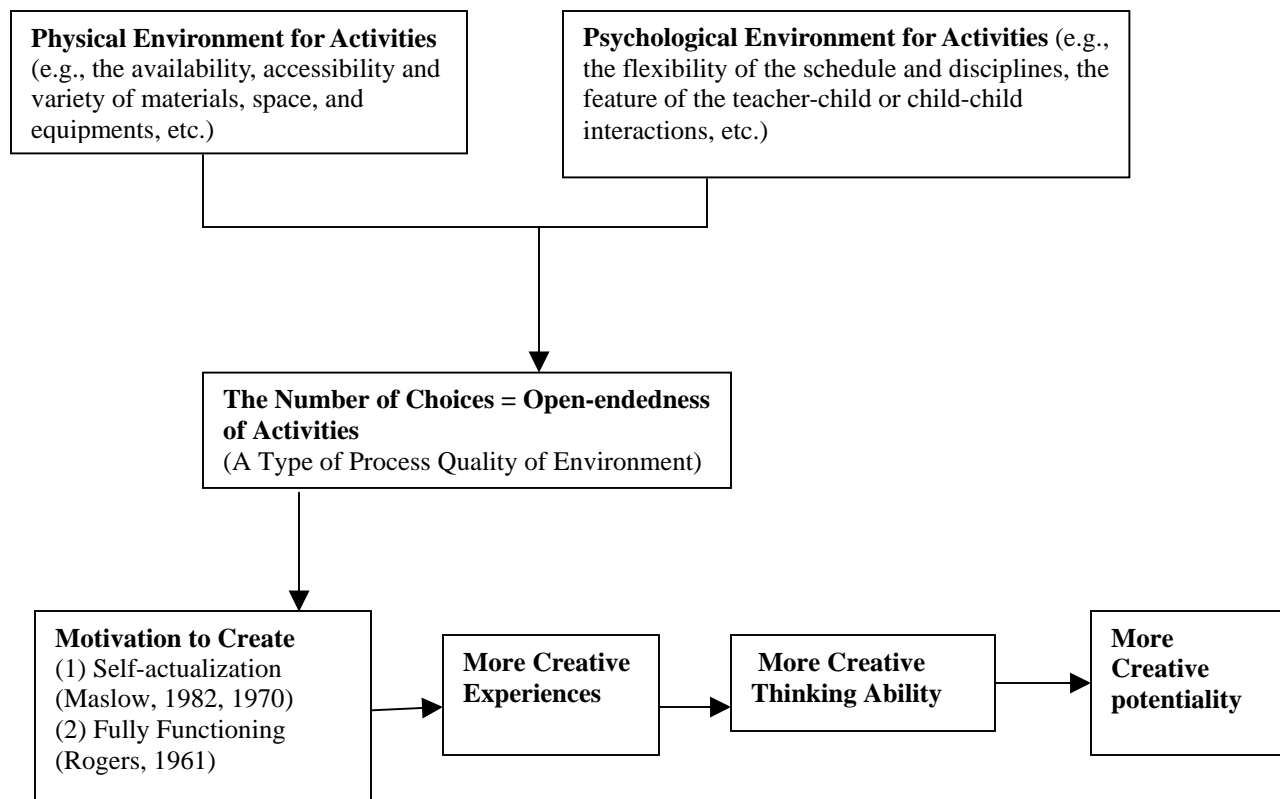 Physical Environment for Activities
(e.g., the availability, accessibility and
variety of materials, space, and
equipments, etc.)
Psychological Environment for Activities (e.g.,
the flexibility of the schedule and disciplines, the
feature of the teacher-child or child-child
interactions, etc.)
The Number of Choices = Open-endedness
of Activities
(A Type of Process Quality of Environment)
Motivation to Create
(1) Self-actualization
(Maslow, 1982, 1970)
(2) Fully Functioning
(Rogers, 1961)
More Creative
Experiences
More Creative
Thinking Ability
More
Creative
potentiality